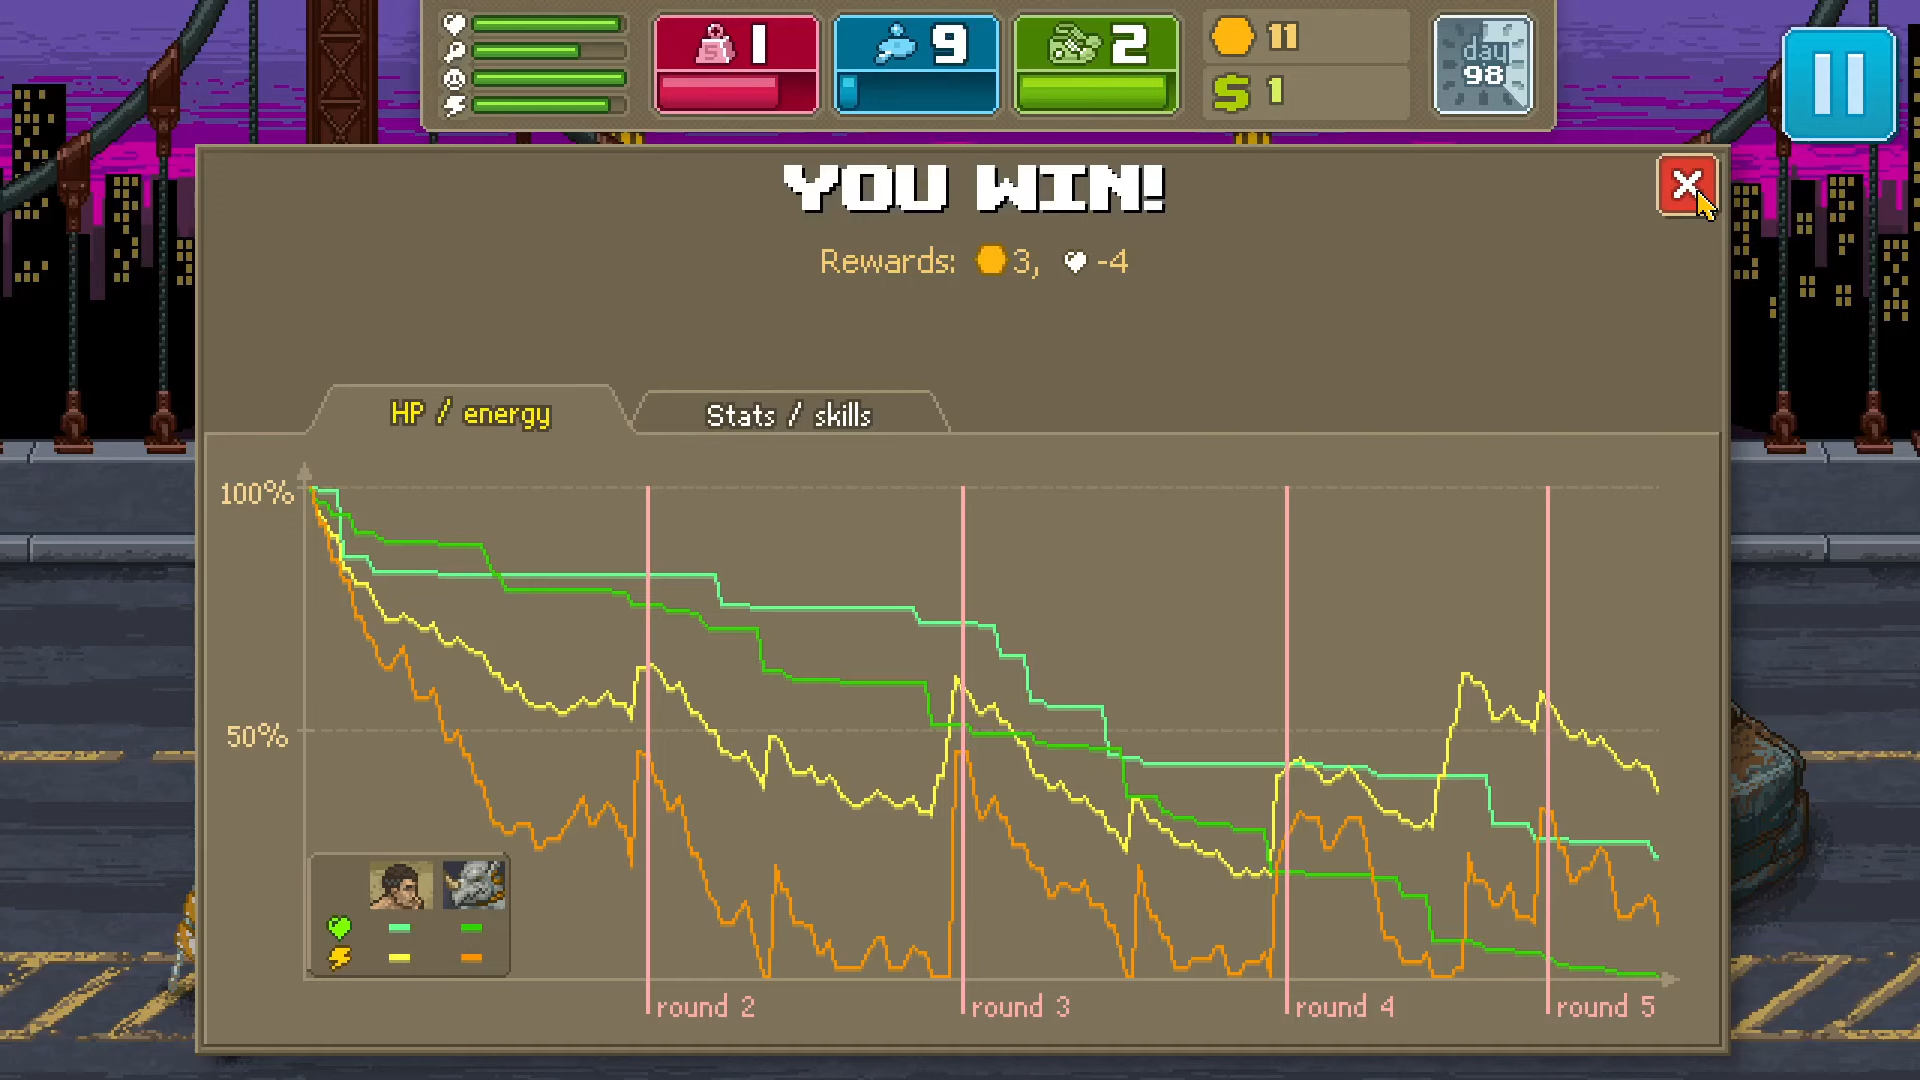 1
9
2
11
$ 1
day
98
YOU WIN!
Rewards: 3, -4
HP / energy
Stats / skills
100%
50%
round 2
round 3
round 4
round 5